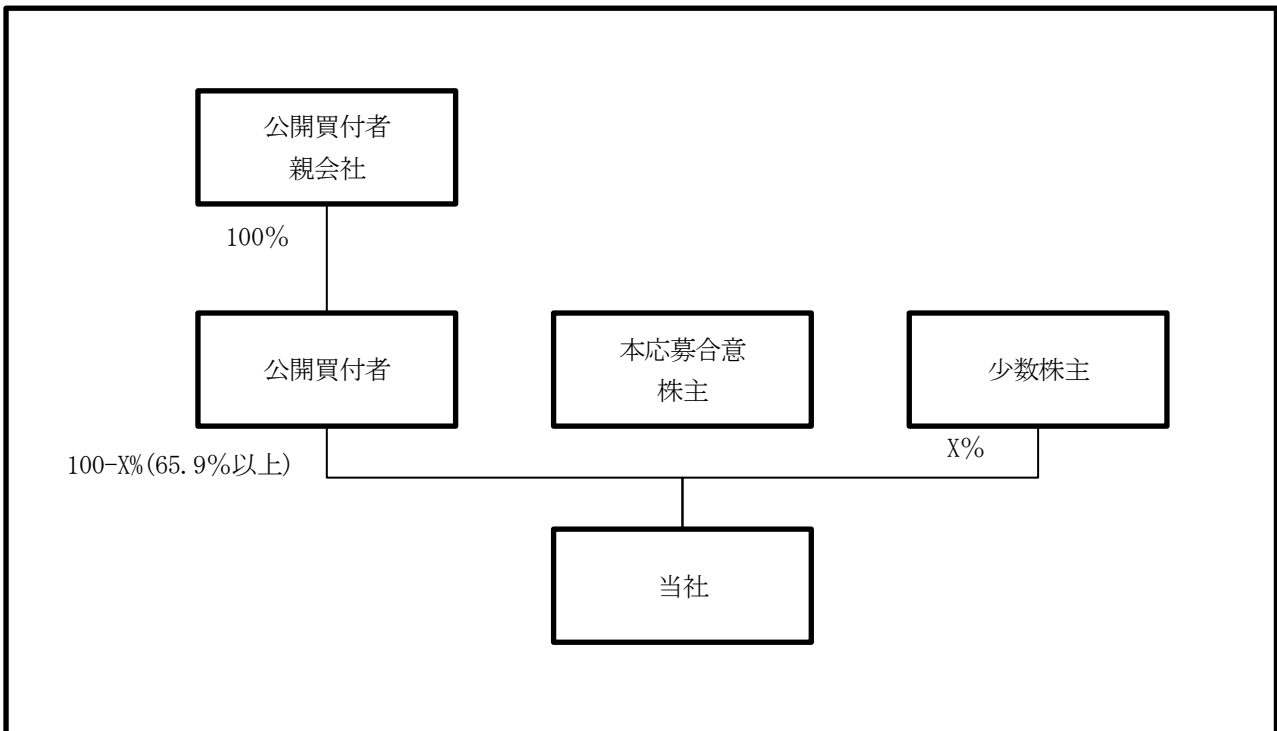 公開買付者
親会社
100%
公開買付者
本応募合意
株主
少数株主
100-X%(65.9%以上)
X%
当社